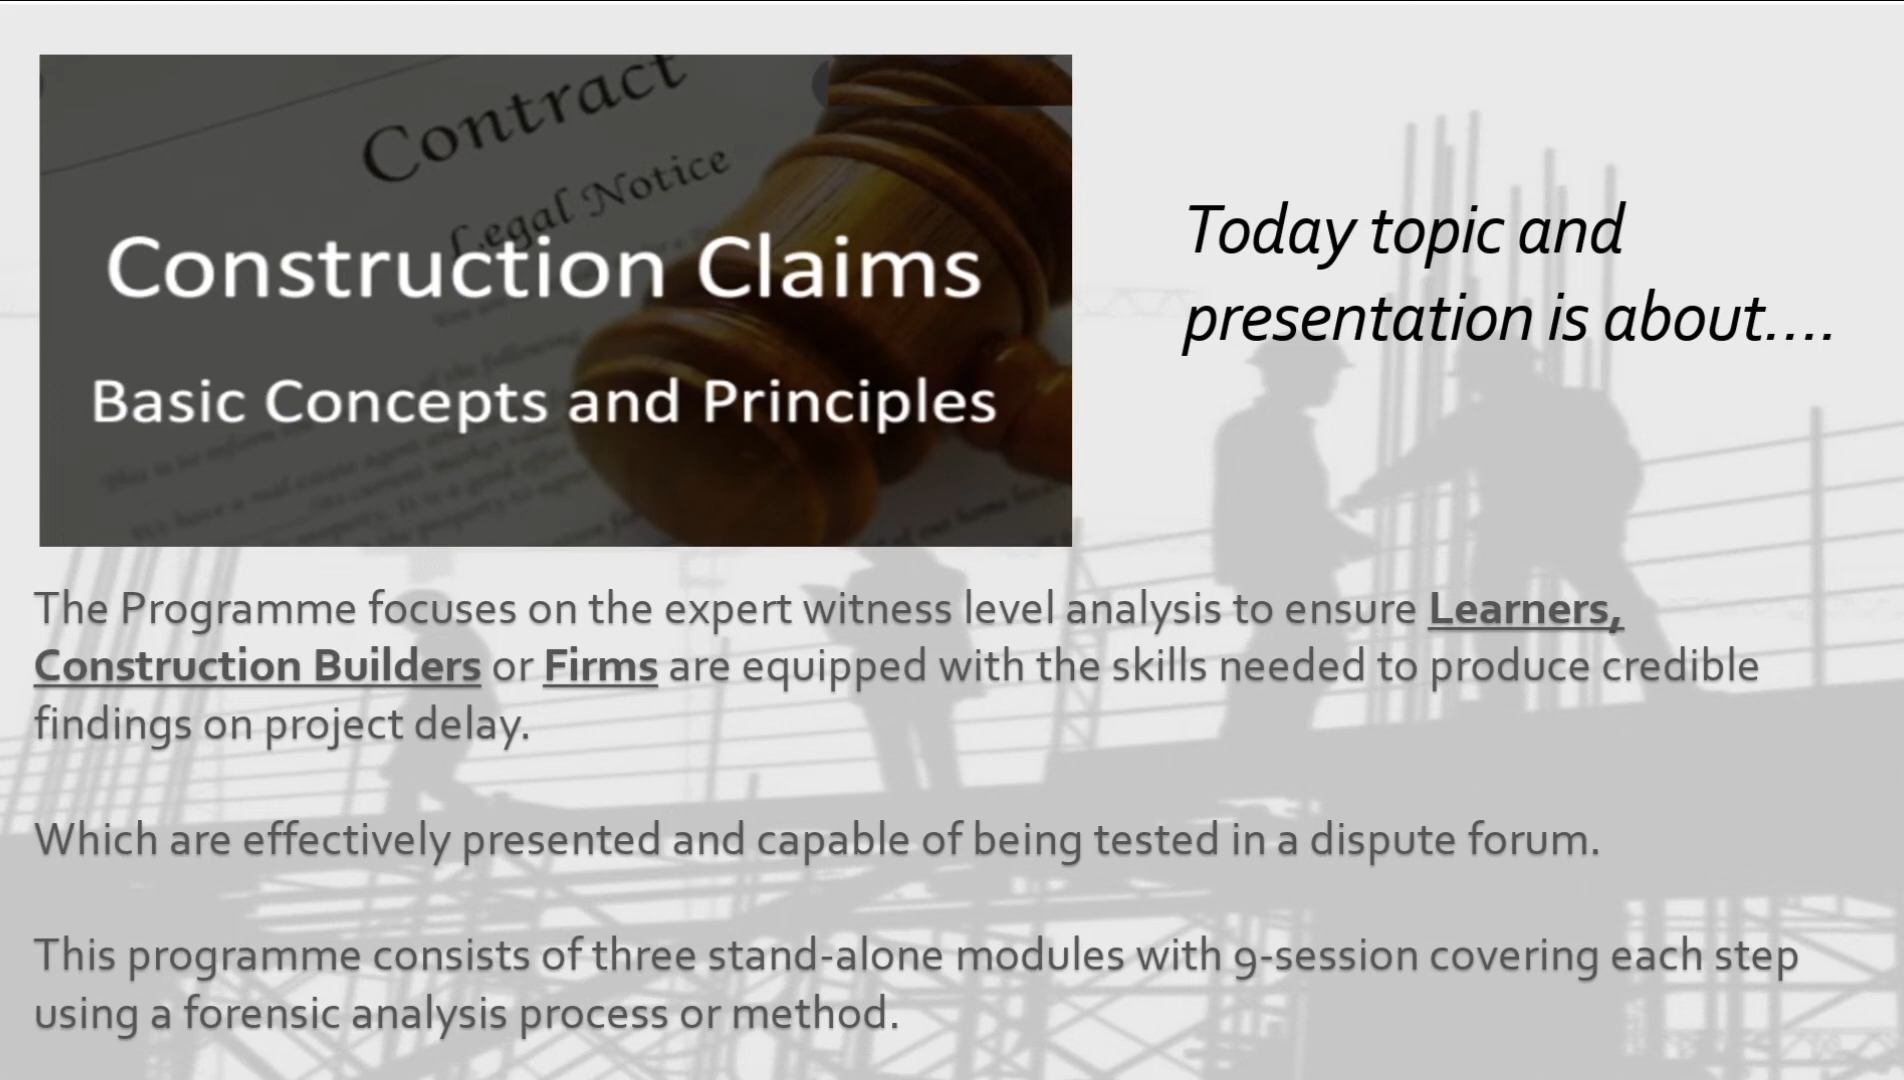 Contract
Legal Notice
Construction Claims
Basic Concepts and Principles
Today topic and
presentation is about....
The Programme focuses on the expert witness level analysis to ensure Learners,
Construction Builders or Firms are equipped with the skills needed to produce credible
findings on project delay.
Which are effectively presented and capable of being tested in a dispute forum.
This programme consists of three stand-alone modules with 9-session covering each step
using a forensic analysis process or method.